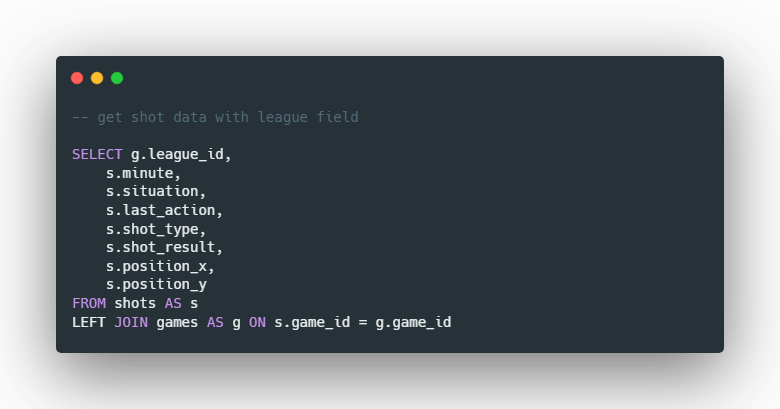 -- get shot data with league field
SELECT g.league_id,
    s.minute,
    s.situation,
    s.last_action,
    s.shot_type,
    s.shot_result,
    s.position_x,
    s.position_y
FROM shots AS s
LEFT JOIN games AS g ON s.game_id = g.game_id